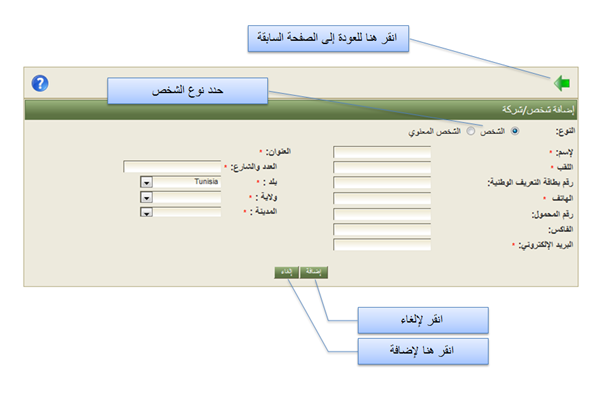 انقر هنا للعودة إلى الصفحة السابقة
حدد نوع الشخص
إضافة شخص/شركة
النوع: الشخص الشخص المعنوي
لإسم: *
اللقب *
رقم بطاقة التعريف الوطنية:
الهاتف *
رقم المحمول:
الفاكس:
البريد الإلكتروني: *
العنوان: *
العدد والشارع: *
بلد : * Tunisia
ولاية : *
المدينة : *
إضافة إلغاء
انقر لإلغاء
انقر هنا لإضافة